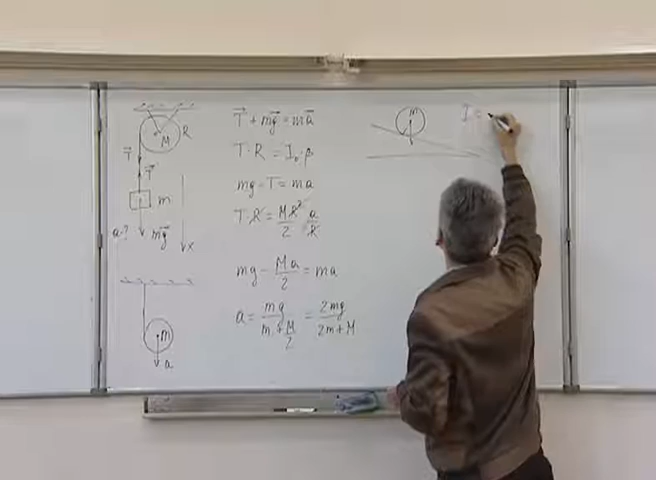 M R
T⃗
T⃗
m
a? mg⃗
x
m
a
T⃗ + mg⃗ = ma⃗
T·R = I₀·β
mg - T = ma
T·R = MR²/2 a/R
mg - Ma/2 = ma
a = mg/(m + M/2) = 2mg/(2m + M)
m
I =